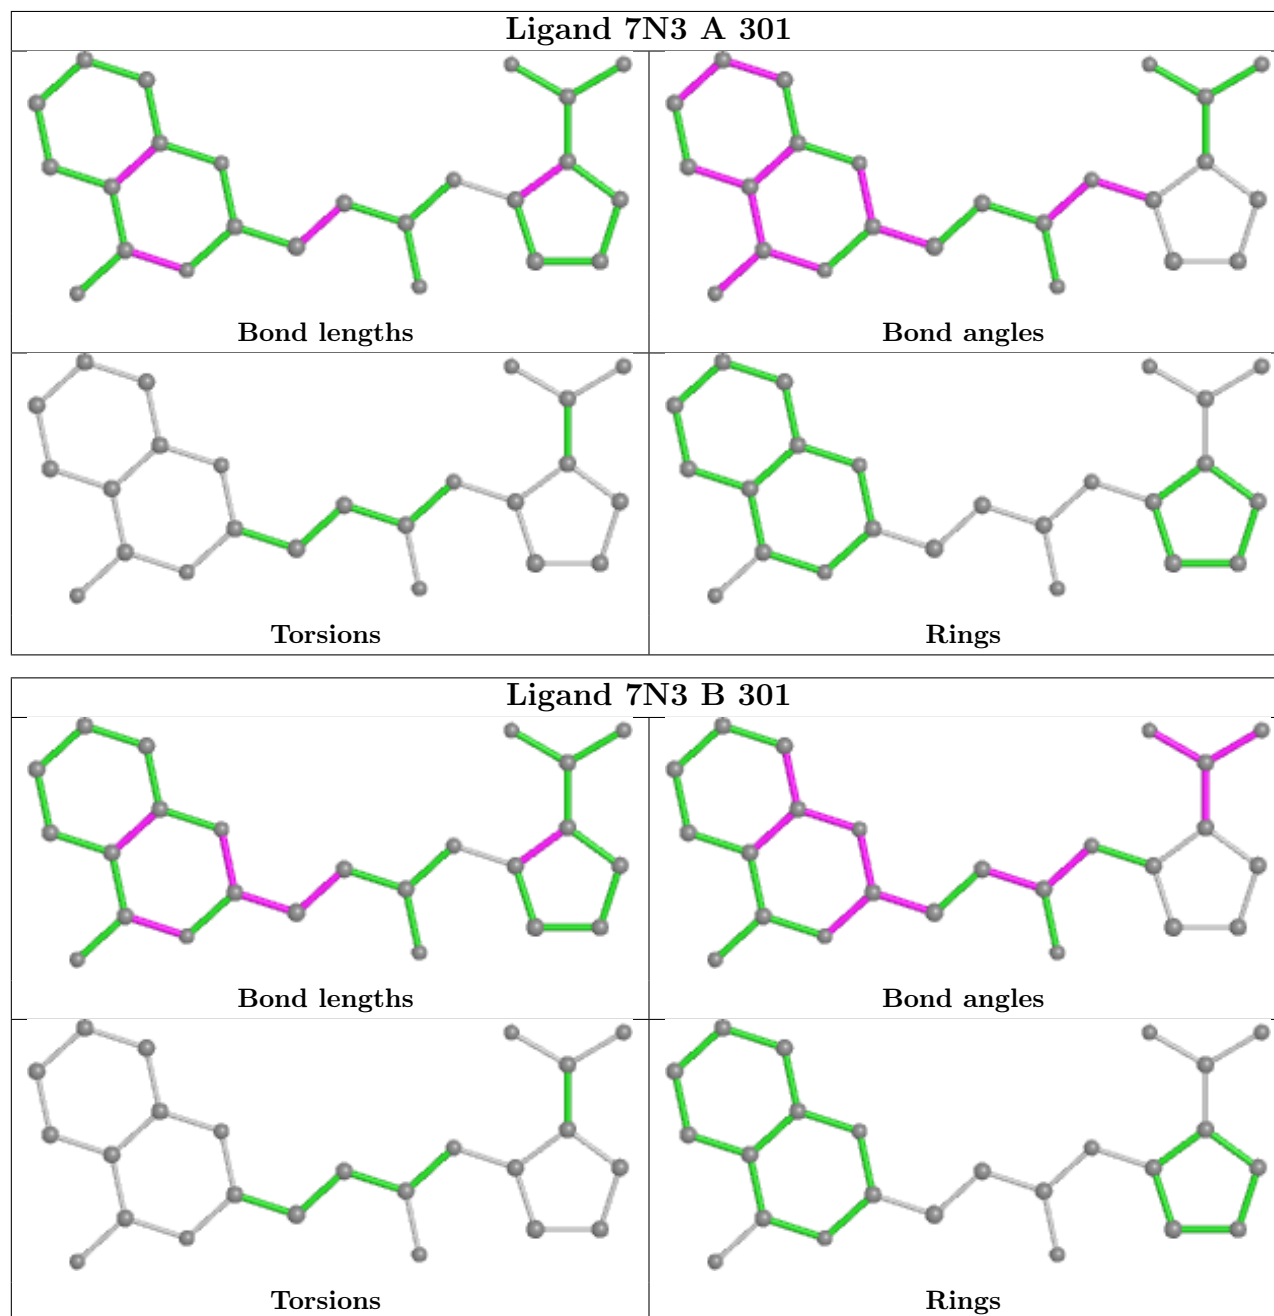 Ligand 7N3 A 301
Bond lengths
Bond angles
Torsions
Rings
Ligand 7N3 B 301
Bond lengths
Bond angles
Torsions
Rings